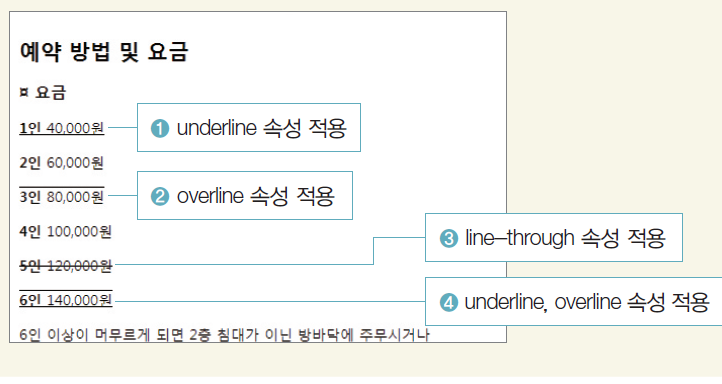 예약 방법 및 요금
¤ 요금
1인 40,000원
❶ underline 속성 적용
2인 60,000원
3인 80,000원
❷ overline 속성 적용
4인 100,000원
❸ line-through 속성 적용
5인 120,000원
6인 140,000원
❹ underline, overline 속성 적용
6인 이상이 머무르게 되면 2층 침대가 이닌 방바닥에 주무시거나